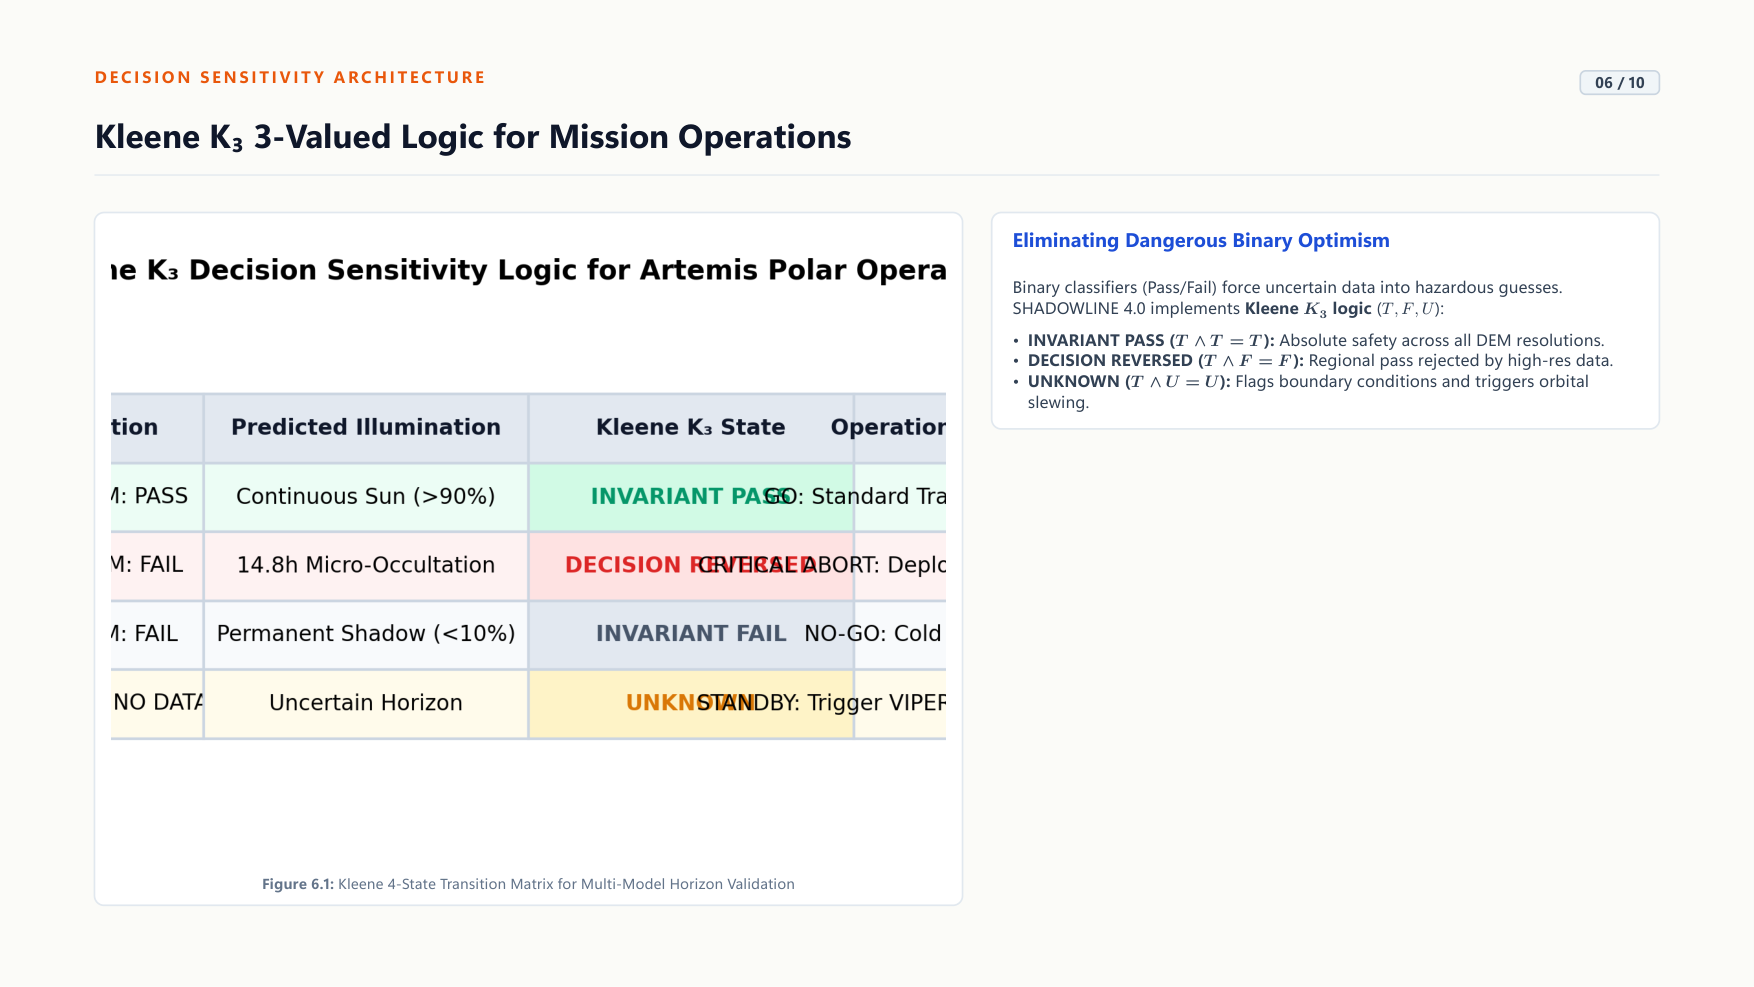 DECISION SENSITIVITY ARCHITECTURE
06 / 10
Kleene K₃ 3-Valued Logic for Mission Operations
ne K₃ Decision Sensitivity Logic for Artemis Polar Opera
tion Predicted Illumination Kleene K₃ State Operation
M: PASS Continuous Sun (>90%) INVARIANT PASS GO: Standard Tra
M: FAIL 14.8h Micro-Occultation DECISION REVERSED CRITICAL ABORT: Deplo
M: FAIL Permanent Shadow (<10%) INVARIANT FAIL NO-GO: Cold
NO DATA Uncertain Horizon UNKNOWN STANDBY: Trigger VIPER
Figure 6.1: Kleene 4-State Transition Matrix for Multi-Model Horizon Validation
Eliminating Dangerous Binary Optimism
Binary classifiers (Pass/Fail) force uncertain data into hazardous guesses.
SHADOWLINE 4.0 implements Kleene K₃ logic (T, F, U):
• INVARIANT PASS (T ∧ T = T): Absolute safety across all DEM resolutions.
• DECISION REVERSED (T ∧ F = F): Regional pass rejected by high-res data.
• UNKNOWN (T ∧ U = U): Flags boundary conditions and triggers orbital
slewing.